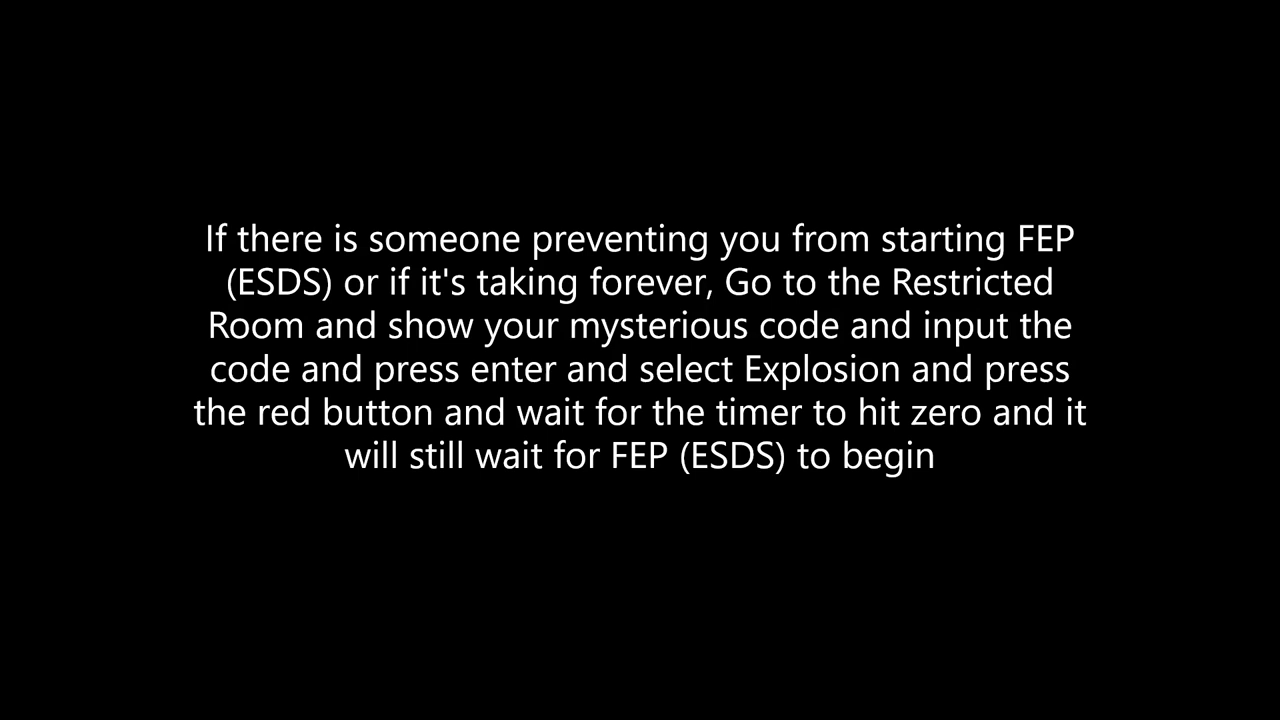 If there is someone preventing you from starting FEP
(ESDS) or if it's taking forever, Go to the Restricted
Room and show your mysterious code and input the
code and press enter and select Explosion and press
the red button and wait for the timer to hit zero and it
will still wait for FEP (ESDS) to begin